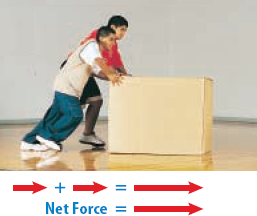 + =
Net Force =